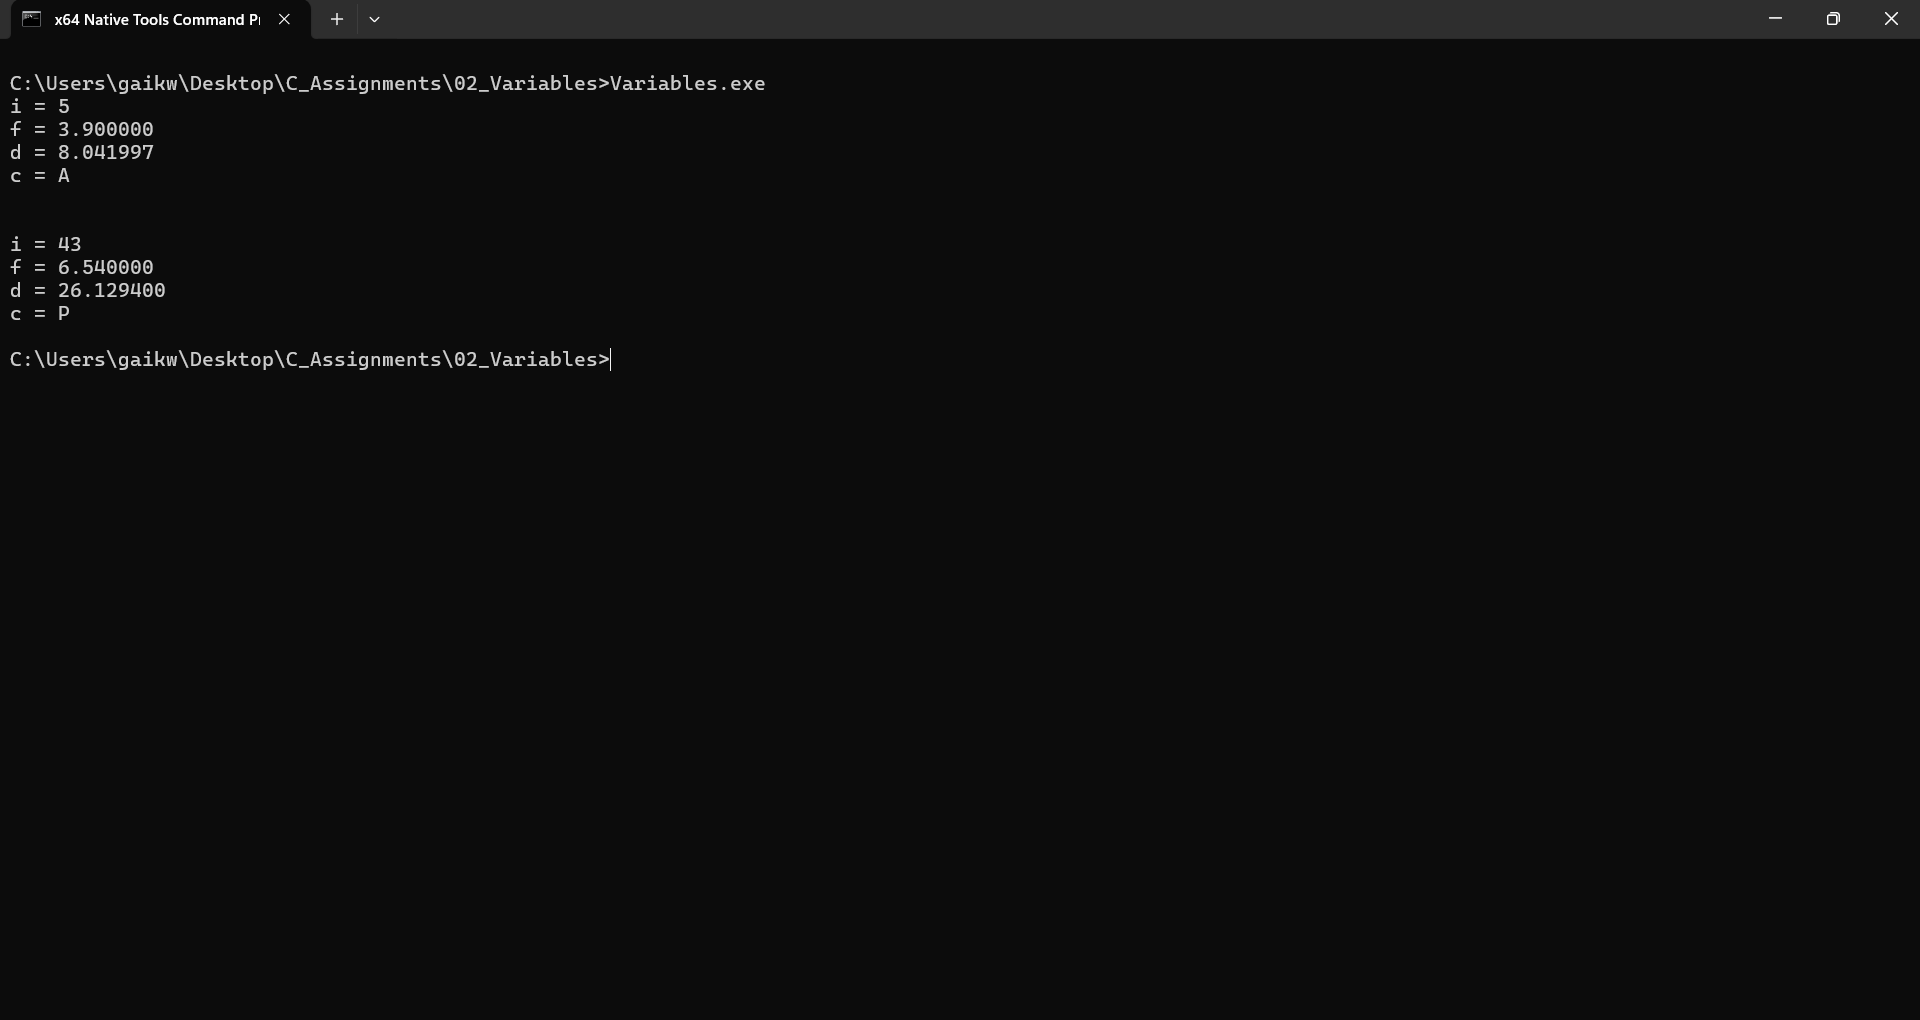 x64 Native Tools Command P
C:\Users\gaikw\Desktop\C_Assignments\02_Variables>Variables.exe
i = 5
f = 3.900000
d = 8.041997
c = A
i = 43
f = 6.540000
d = 26.129400
c = P
C:\Users\gaikw\Desktop\C_Assignments\02_Variables>